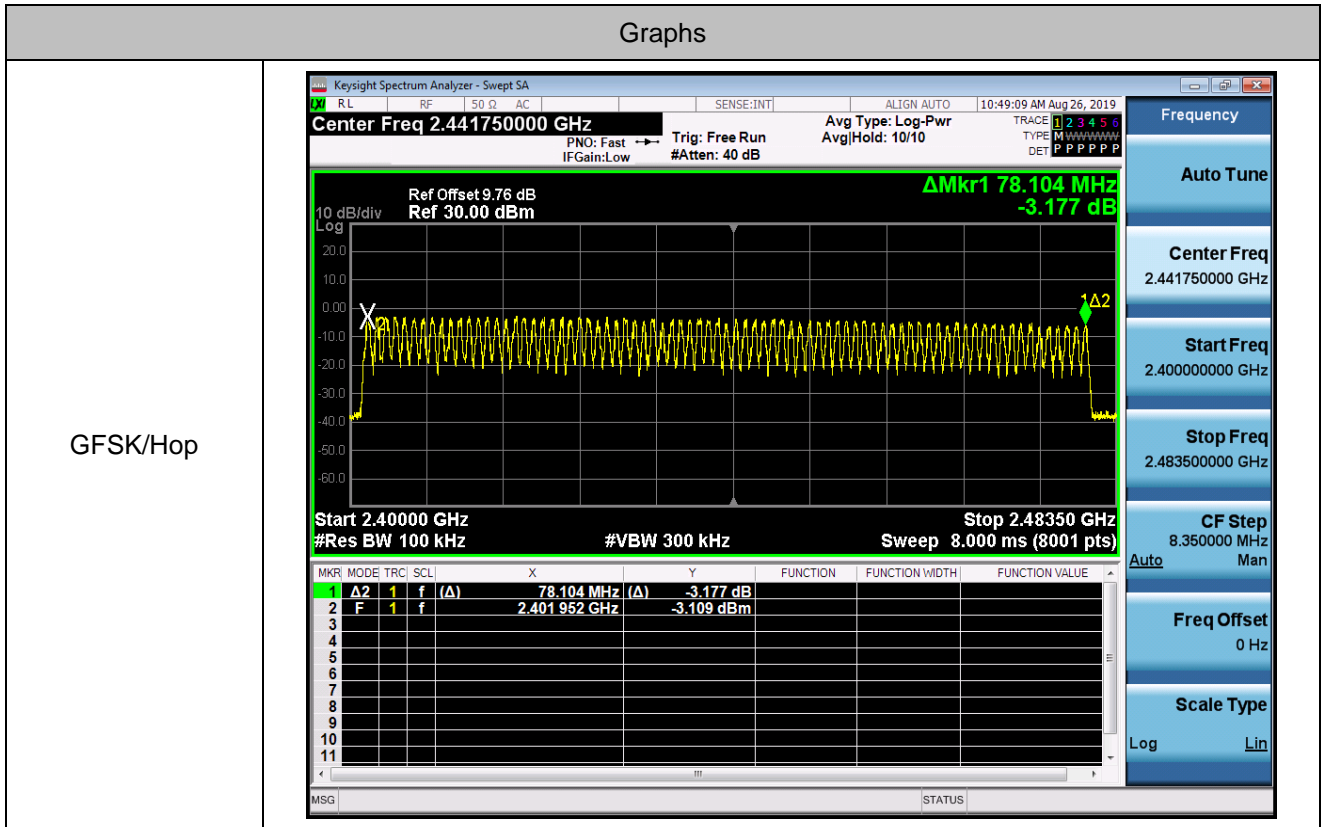 Graphs
GFSK/Hop
Keysight Spectrum Analyzer - Swept SA
LXI RL RF 50 Ω AC SENSE:INT ALIGN AUTO 10:49:09 AM Aug 26, 2019
Center Freq 2.441750000 GHz
PNO: Fast
IFGain:Low
Trig: Free Run
#Atten: 40 dB
Avg Type: Log-Pwr
Avg|Hold: 10/10
TRACE 1 2 3 4 5 6
TYPE M WWWWW
DET P P P P P P
ΔMkr1 78.104 MHz
-3.177 dB
Ref Offset 9.76 dB
10 dB/div Ref 30.00 dBm
Log
20.0
10.0
0.00
-10.0
-20.0
-30.0
-40.0
-50.0
-60.0
1Δ2
Start 2.40000 GHz Stop 2.48350 GHz
#Res BW 100 kHz #VBW 300 kHz Sweep 8.000 ms (8001 pts)
MKR MODE TRC SCL X Y FUNCTION FUNCTION WIDTH FUNCTION VALUE
1 Δ2 1 f (Δ) 78.104 MHz (Δ) -3.177 dB
2 F 1 f 2.401 952 GHz -3.109 dBm
3
4
5
6
7
8
9
10
11
MSG STATUS
Frequency
Auto Tune
Center Freq
2.441750000 GHz
Start Freq
2.400000000 GHz
Stop Freq
2.483500000 GHz
CF Step
8.350000 MHz
Auto Man
Freq Offset
0 Hz
Scale Type
Log Lin